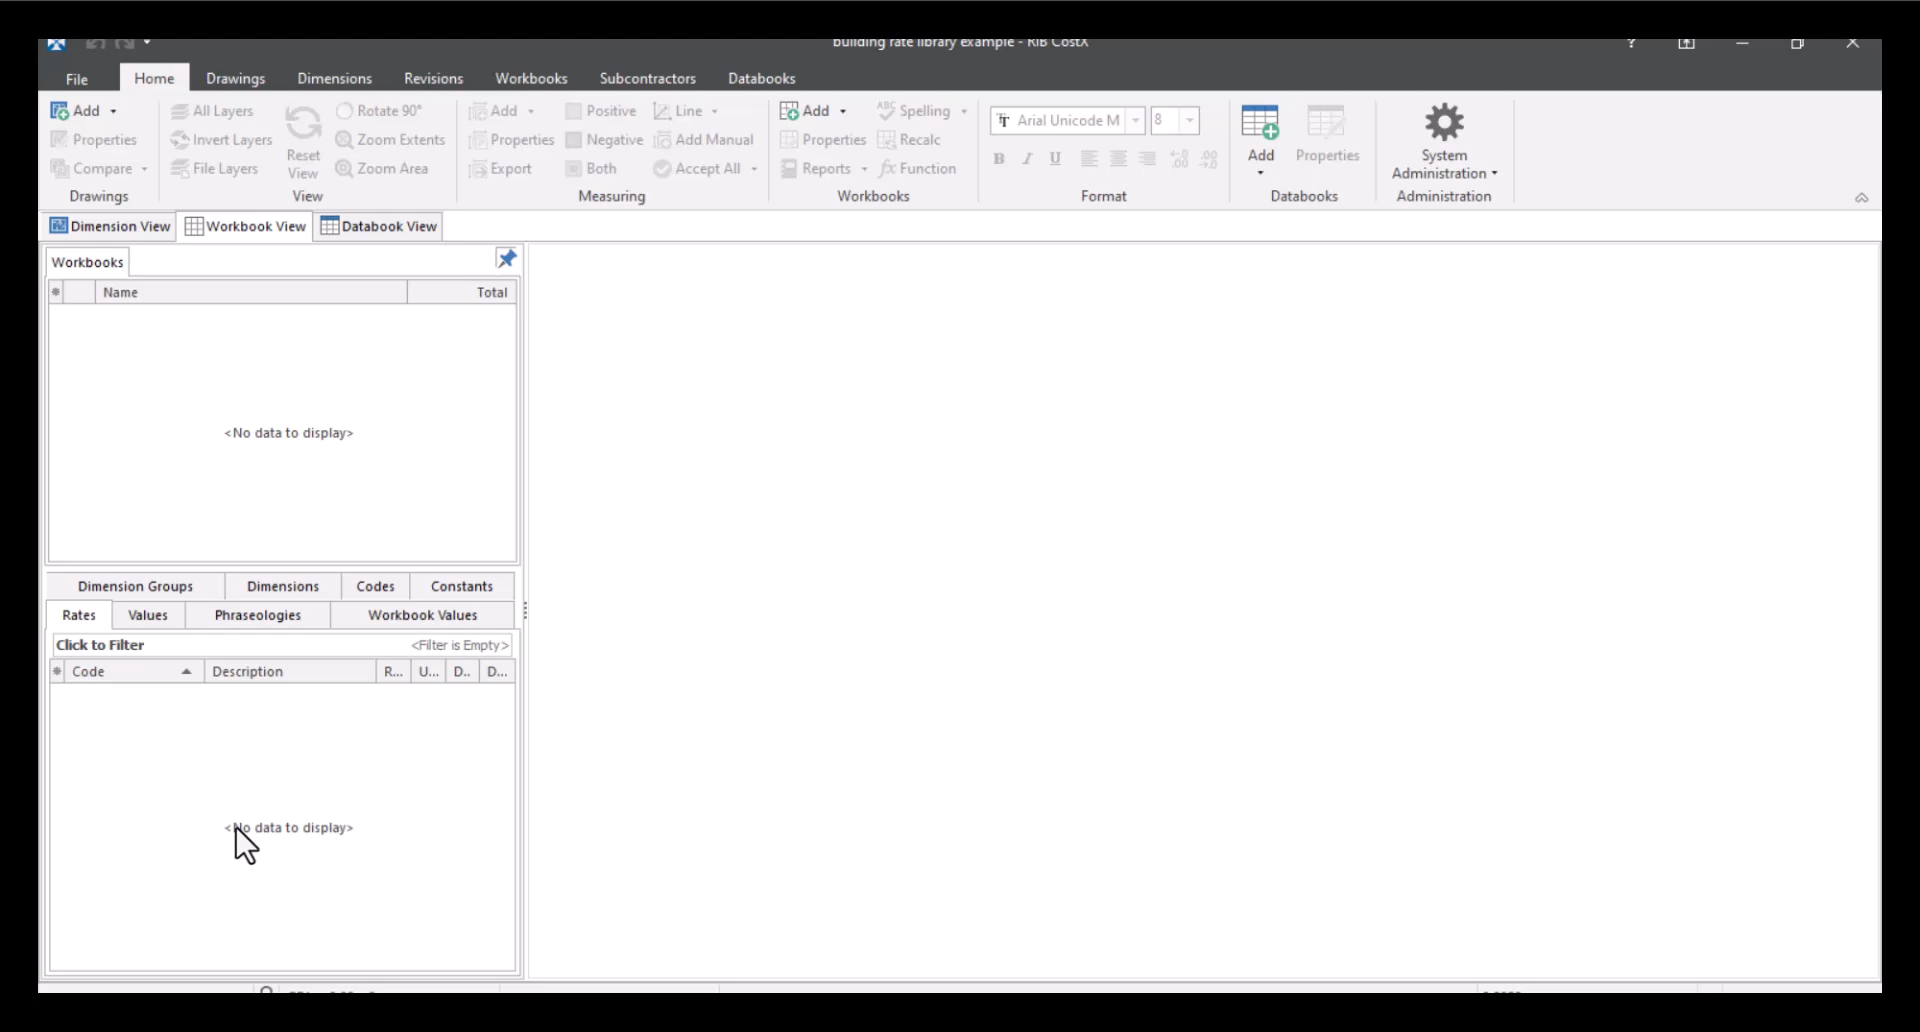 building rate library example - RIB CostX
?
File Home Drawings Dimensions Revisions Workbooks Subcontractors Databooks
Add All Layers Rotate 90° Add Positive Line Add ABC Spelling Arial Unicode M 8
Properties Invert Layers Zoom Extents Properties Negative Add Manual Properties Recalc
Reset View
Compare File Layers Zoom Area Export Both Accept All Reports fx Function B I U
Add Properties System Administration
Drawings View Measuring Workbooks Format Databooks Administration
Dimension View Workbook View Databook View
Workbooks
Name Total
<No data to display>
Dimension Groups Dimensions Codes Constants
Rates Values Phraseologies Workbook Values
Click to Filter <Filter is Empty>
Code Description R... U... D.. D...
<No data to display>